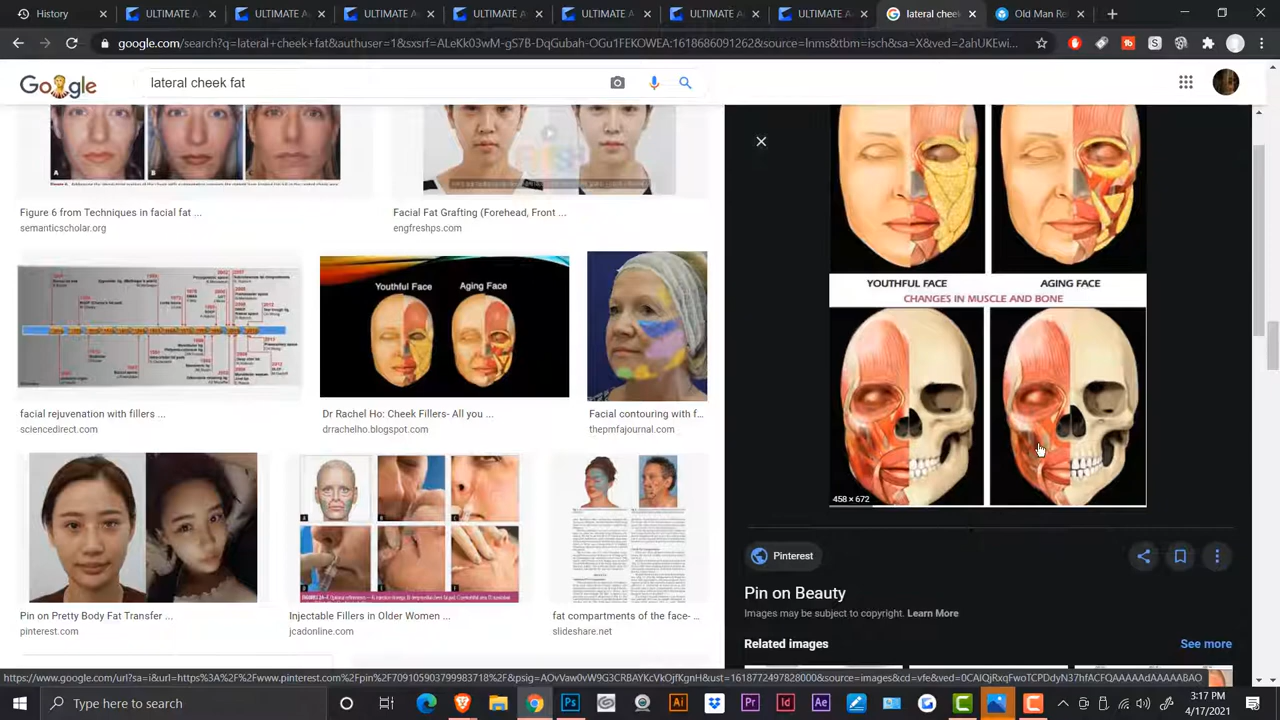 History
ULTIMATE A
ULTIMATE A
ULTIMATE A
ULTIMATE A
ULTIMATE A
ULTIMATE A
ULTIMATE A
lateral cheek
Old Man Re
google.com/search?q=lateral+cheek+fat&authuser=1&sxsrf=ALeKk03wM-gS7B-DqGubah-OGu1FEKOWEA:1618686091262&source=lnms&tbm=isch&sa=X&ved=2ahUKEwi...
Google
lateral cheek fat
A
B
Figure 6 from Techniques in facial fat ...
semanticscholar.org
Facial Fat Grafting (Forehead, Front ...
engfreshps.com
YOUTHFUL FACE
AGING FACE
CHANGES IN MUSCLE AND BONE
Youthful Face
Aging Face
facial rejuvenation with fillers ...
sciencedirect.com
Dr Rachel Ho: Cheek Fillers- All you ...
drrachelho.blogspot.com
Facial contouring with f...
thepmfajournal.com
458 × 672
Pinterest
Pin on Beauty
Images may be subject to copyright. Learn More
Pin on Pretty Body Fat Transfer ...
pinterest.com
Injectable Fillers in Older Women ...
jcadonline.com
fat compartments of the face- ...
slideshare.net
Related images
See more
Type here to search
3:17 PM
4/17/2021